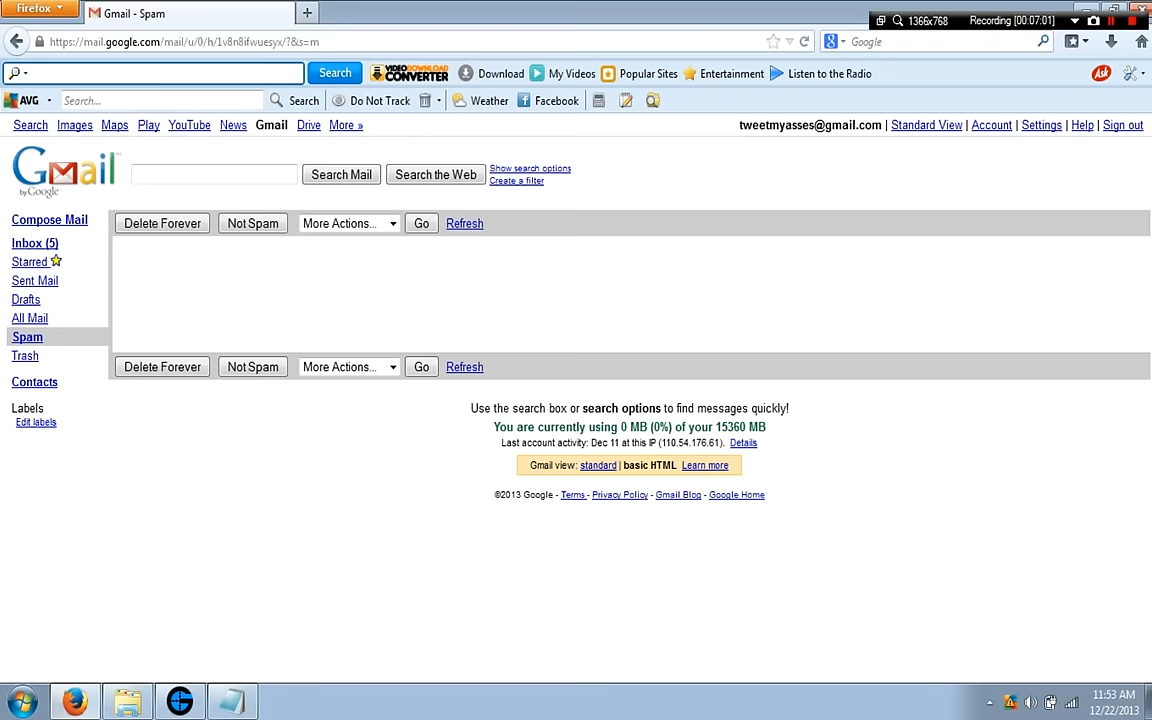 Firefox
Gmail - Spam
1366x768 Recording [00:07:01]
https://mail.google.com/mail/u/0/h/1v8n8ifwuesyx/?&s=m
Google
Search VIDEO DOWNLOAD CONVERTER Download My Videos Popular Sites Entertainment Listen to the Radio Ask
AVG Search... Search Do Not Track Weather Facebook
Search Images Maps Play YouTube News Gmail Drive More » tweetmyasses@gmail.com | Standard View | Account | Settings | Help | Sign out
Gmail by Google
Search Mail Search the Web
Show search options
Create a filter
Compose Mail
Inbox (5)
Starred
Sent Mail
Drafts
All Mail
Spam
Trash
Contacts
Labels
Edit labels
Delete Forever Not Spam More Actions... Go Refresh
Delete Forever Not Spam More Actions... Go Refresh
Use the search box or search options to find messages quickly!
You are currently using 0 MB (0%) of your 15360 MB
Last account activity: Dec 11 at this IP (110.54.176.61). Details
Gmail view: standard | basic HTML Learn more
©2013 Google - Terms - Privacy Policy - Gmail Blog - Google Home
11:53 AM
12/22/2013